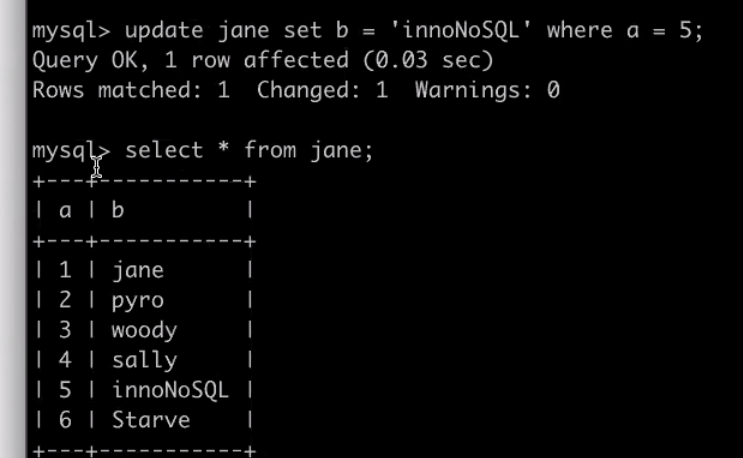 mysql> update jane set b = 'innoNoSQL' where a = 5;
Query OK, 1 row affected (0.03 sec)
Rows matched: 1  Changed: 1  Warnings: 0

mysql> select * from jane;
+---+-----------+
| a | b         |
+---+-----------+
| 1 | jane      |
| 2 | pyro      |
| 3 | woody     |
| 4 | sally     |
| 5 | innoNoSQL |
| 6 | Starve    |
+---+-----------+